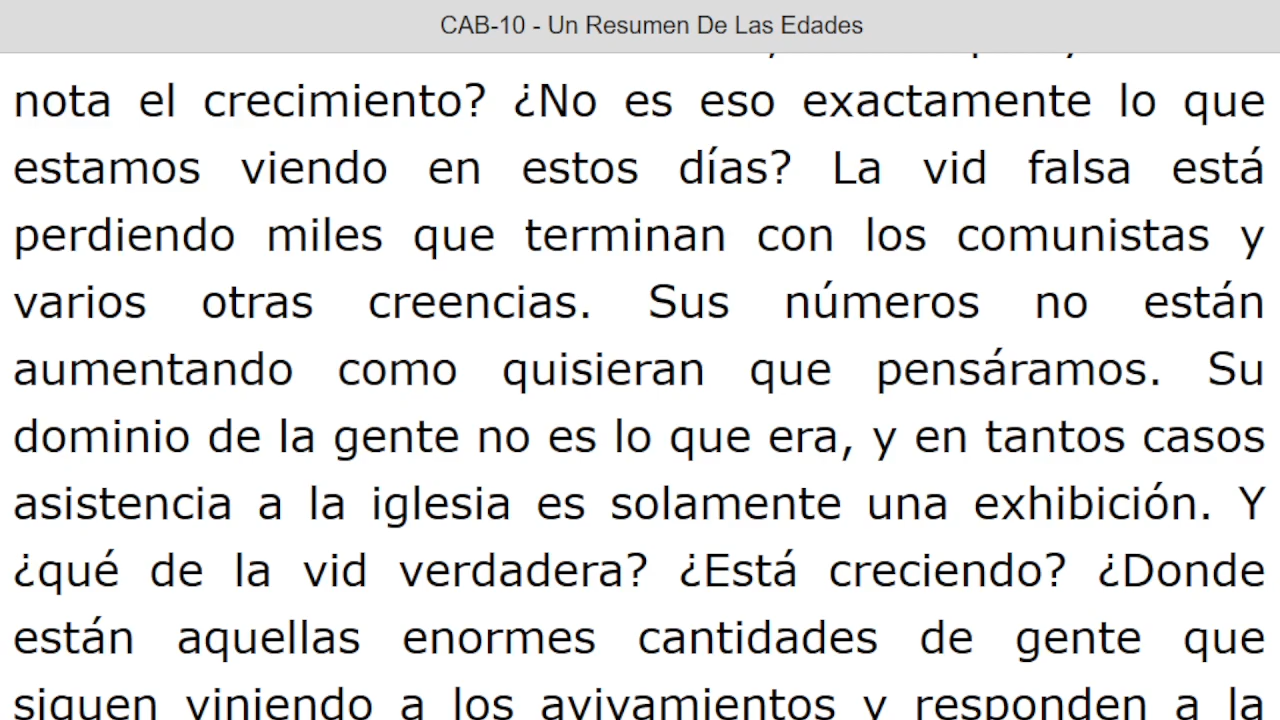 CAB-10 - Un Resumen De Las Edades
nota el crecimiento? ¿No es eso exactamente lo que
estamos viendo en estos días? La vid falsa está
perdiendo miles que terminan con los comunistas y
varios otras creencias. Sus números no están
aumentando como quisieran que pensáramos. Su
dominio de la gente no es lo que era, y en tantos casos
asistencia a la iglesia es solamente una exhibición. Y
¿qué de la vid verdadera? ¿Está creciendo? ¿Donde
están aquellas enormes cantidades de gente que
siguen viniendo a los avivamientos y responden a la